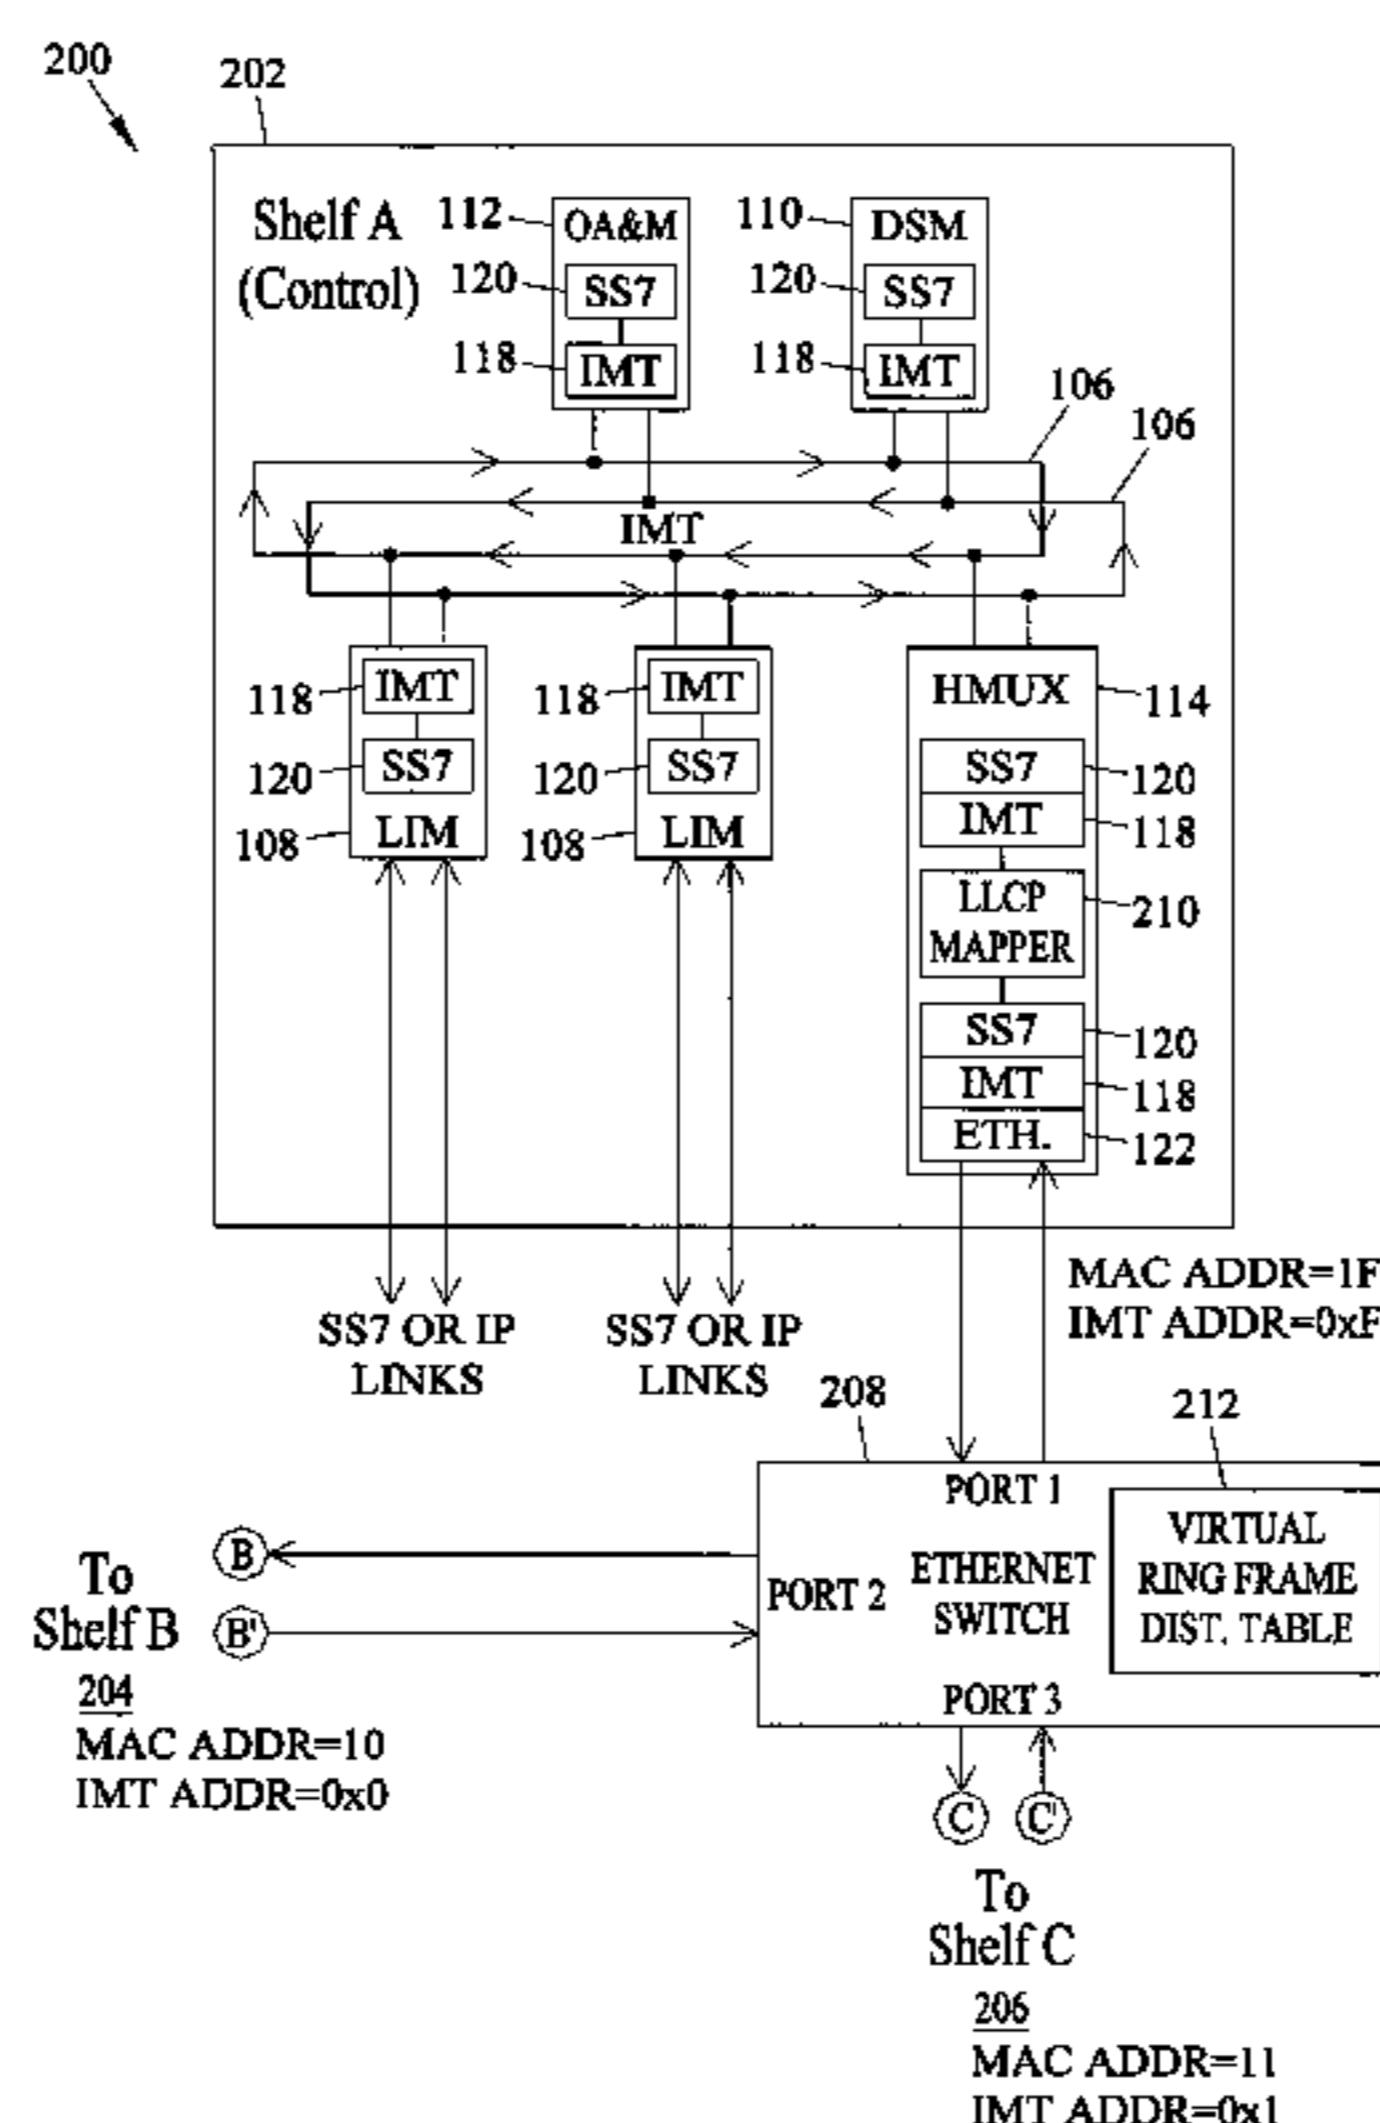 200
202
Shelf A
(Control)
112
OA&M
120
SS7
118
IMT
110
DSM
120
SS7
118
IMT
106
106
IMT
118
IMT
120
SS7
108
LIM
118
IMT
120
SS7
108
LIM
HMUX
114
SS7
120
IMT
118
LLCP
MAPPER
210
SS7
120
IMT
118
ETH.
122
SS7 OR IP
LINKS
SS7 OR IP
LINKS
MAC ADDR=1F
IMT ADDR=0xF
208
212
PORT 1
PORT 2
ETHERNET
SWITCH
PORT 3
VIRTUAL
RING FRAME
DIST. TABLE
B
B'
To
Shelf B
204
MAC ADDR=10
IMT ADDR=0x0
C
C'
To
Shelf C
206
MAC ADDR=11
IMT ADDR=0x1